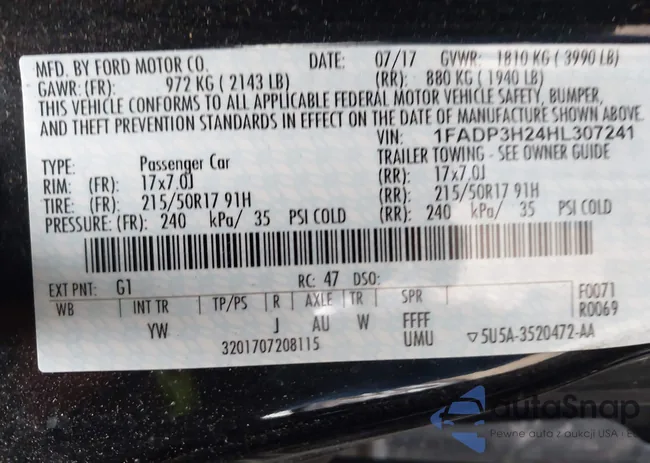 MFD. BY FORD MOTOR CO. DATE: 07/17 GVWR: 1810 KG ( 3990 LB)
GAWR: (FR): 972 KG ( 2143 LB) (RR): 880 KG ( 1940 LB)
THIS VEHICLE CONFORMS TO ALL APPLICABLE FEDERAL MOTOR VEHICLE SAFETY, BUMPER,
AND THEFT PREVENTION STANDARDS IN EFFECT ON THE DATE OF MANUFACTURE SHOWN ABOVE.
VIN: 1FADP3H24HL307241
TYPE: Passenger Car TRAILER TOWING - SEE OWNER GUIDE
RIM: (FR): 17x7.0J (RR): 17x7.0J
TIRE: (FR): 215/50R17 91H (RR): 215/50R17 91H
PRESSURE: (FR): 240 kPa/ 35 PSI COLD (RR): 240 kPa/ 35 PSI COLD
EXT PNT: G1 RC: 47 DSO: F0071
WB INT TR TP/PS R AXLE TR SPR R0069
YW J AU W FFFF
3201707208115 UMU ▽5U5A-3520472-AA
autoSnap
Pewne auta z aukcji USA i E